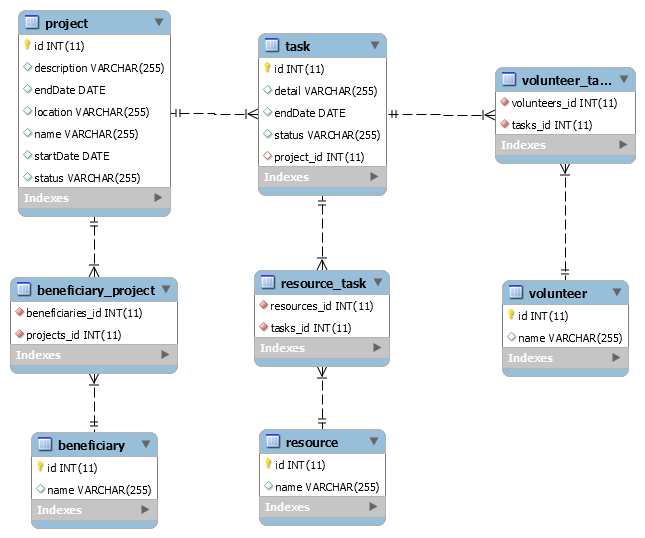 project
id INT(11)
description VARCHAR(255)
endDate DATE
location VARCHAR(255)
name VARCHAR(255)
startDate DATE
status VARCHAR(255)
Indexes
task
id INT(11)
detail VARCHAR(255)
endDate DATE
status VARCHAR(255)
project_id INT(11)
Indexes
volunteer_ta...
volunteers_id INT(11)
tasks_id INT(11)
Indexes
beneficiary_project
beneficiaries_id INT(11)
projects_id INT(11)
Indexes
resource_task
resources_id INT(11)
tasks_id INT(11)
Indexes
volunteer
id INT(11)
name VARCHAR(255)
Indexes
beneficiary
id INT(11)
name VARCHAR(255)
Indexes
resource
id INT(11)
name VARCHAR(255)
Indexes